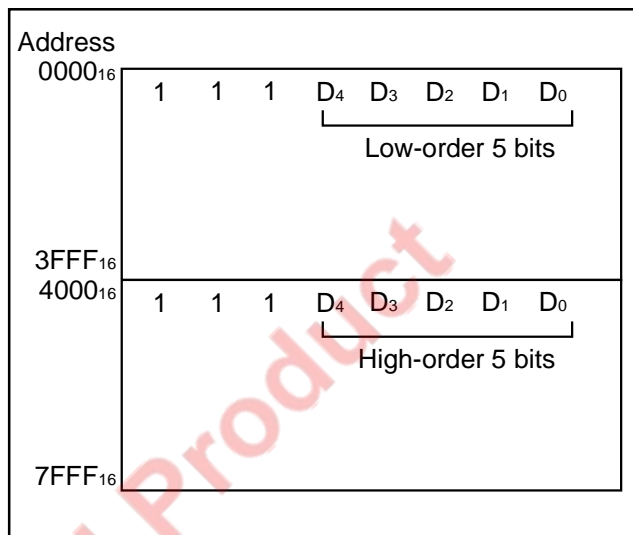 Address
0000₁₆
1 1 1 D₄ D₃ D₂ D₁ D₀
Low-order 5 bits
3FFF₁₆
4000₁₆
1 1 1 D₄ D₃ D₂ D₁ D₀
High-order 5 bits
7FFF₁₆
Product